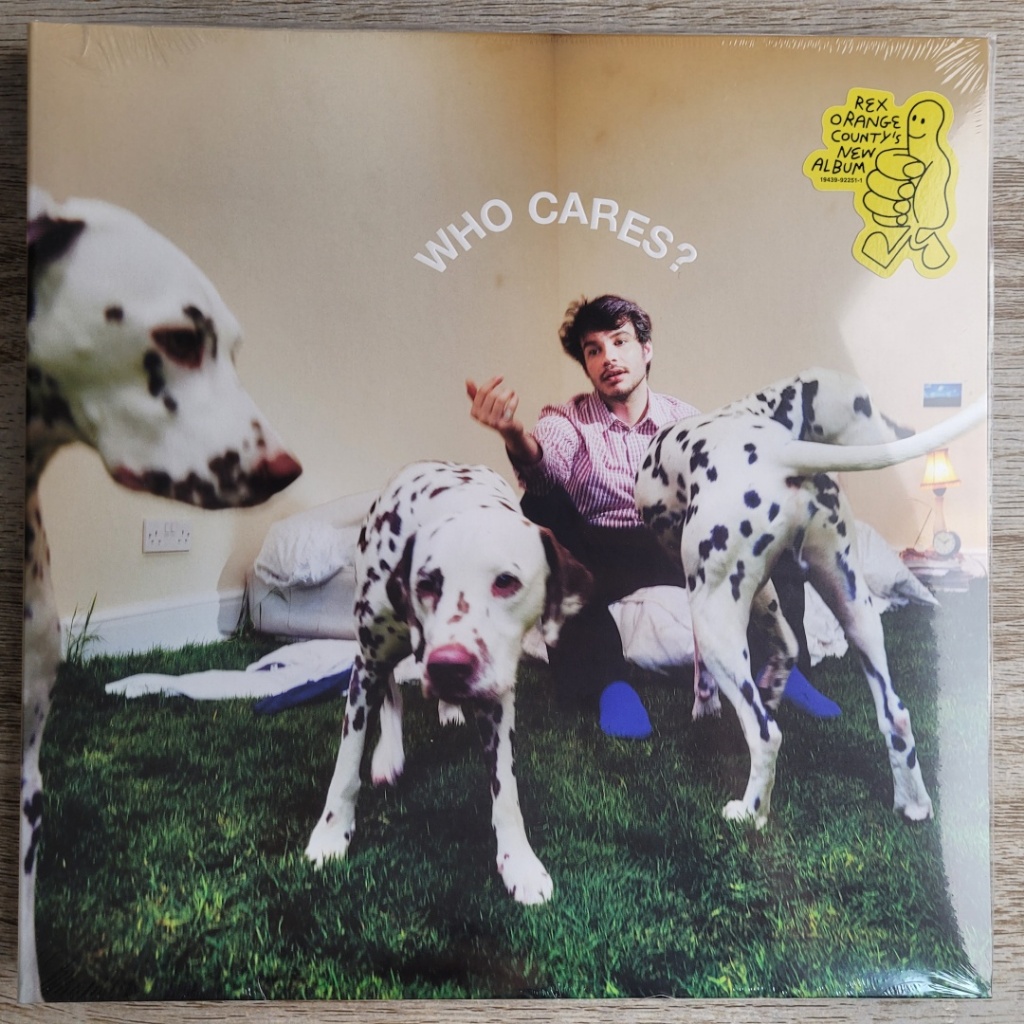 REX
ORANGE
COUNTY's
NEW
ALBUM
19439-92251-1
WHO CARES?